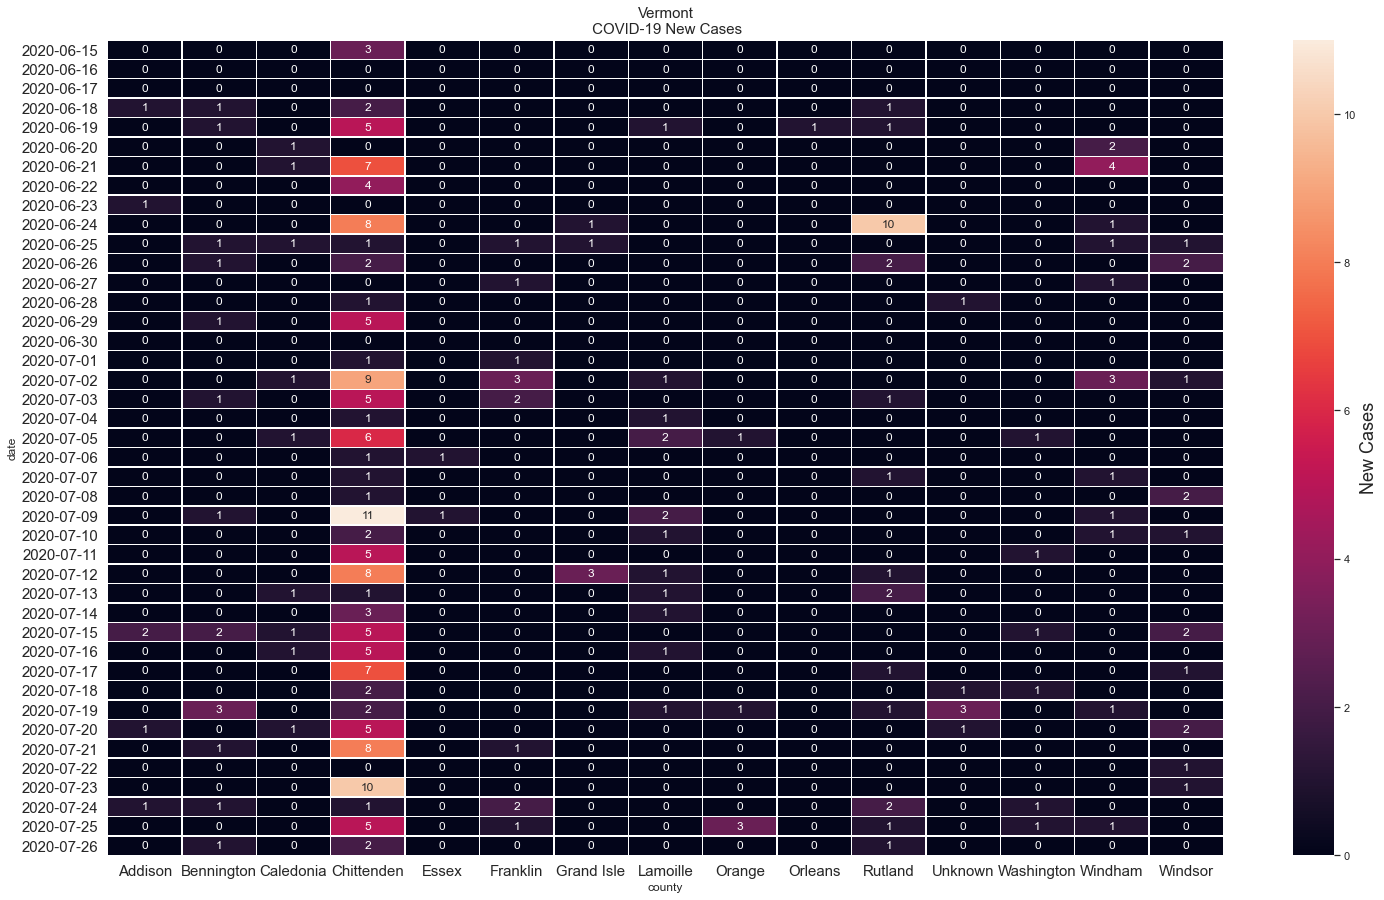 Vermont
COVID-19 New Cases
2020-06-15 0 0 0 3 0 0 0 0 0 0 0 0 0 0 0
2020-06-16 0 0 0 0 0 0 0 0 0 0 0 0 0 0 0
2020-06-17 0 0 0 0 0 0 0 0 0 0 0 0 0 0 0
2020-06-18 1 1 0 2 0 0 0 0 0 0 1 0 0 0 0
2020-06-19 0 1 0 5 0 0 0 1 0 1 1 0 0 0 0
2020-06-20 0 0 1 0 0 0 0 0 0 0 0 0 0 2 0
2020-06-21 0 0 1 7 0 0 0 0 0 0 0 0 0 4 0
2020-06-22 0 0 0 4 0 0 0 0 0 0 0 0 0 0 0
2020-06-23 1 0 0 0 0 0 0 0 0 0 0 0 0 0 0
2020-06-24 0 0 0 8 0 0 1 0 0 0 10 0 0 1 0
2020-06-25 0 1 1 1 0 1 1 0 0 0 0 0 0 1 1
2020-06-26 0 1 0 2 0 0 0 0 0 0 2 0 0 0 2
2020-06-27 0 0 0 0 0 1 0 0 0 0 0 0 0 1 0
2020-06-28 0 0 0 1 0 0 0 0 0 0 0 1 0 0 0
2020-06-29 0 1 0 5 0 0 0 0 0 0 0 0 0 0 0
2020-06-30 0 0 0 0 0 0 0 0 0 0 0 0 0 0 0
2020-07-01 0 0 0 1 0 1 0 0 0 0 0 0 0 0 0
2020-07-02 0 0 1 9 0 3 0 1 0 0 0 0 0 3 1
2020-07-03 0 1 0 5 0 2 0 0 0 0 1 0 0 0 0
2020-07-04 0 0 0 1 0 0 0 1 0 0 0 0 0 0 0
2020-07-05 0 0 1 6 0 0 0 2 1 0 0 0 1 0 0
2020-07-06 0 0 0 1 1 0 0 0 0 0 0 0 0 0 0
2020-07-07 0 0 0 1 0 0 0 0 0 0 1 0 0 1 0
2020-07-08 0 0 0 1 0 0 0 0 0 0 0 0 0 0 2
2020-07-09 0 1 0 11 1 0 0 2 0 0 0 0 0 1 0
2020-07-10 0 0 0 2 0 0 0 1 0 0 0 0 0 1 1
2020-07-11 0 0 0 5 0 0 0 0 0 0 0 0 1 0 0
2020-07-12 0 0 0 8 0 0 3 1 0 0 1 0 0 0 0
2020-07-13 0 0 1 1 0 0 0 1 0 0 2 0 0 0 0
2020-07-14 0 0 0 3 0 0 0 1 0 0 0 0 0 0 0
2020-07-15 2 2 1 5 0 0 0 0 0 0 0 0 1 0 2
2020-07-16 0 0 1 5 0 0 0 1 0 0 0 0 0 0 0
2020-07-17 0 0 0 7 0 0 0 0 0 0 1 0 0 0 1
2020-07-18 0 0 0 2 0 0 0 0 0 0 0 1 1 0 0
2020-07-19 0 3 0 2 0 0 0 1 1 0 1 3 0 1 0
2020-07-20 1 0 1 5 0 0 0 0 0 0 0 1 0 0 2
2020-07-21 0 1 0 8 0 1 0 0 0 0 0 0 0 0 0
2020-07-22 0 0 0 0 0 0 0 0 0 0 0 0 0 0 1
2020-07-23 0 0 0 10 0 0 0 0 0 0 0 0 0 0 1
2020-07-24 1 1 0 1 0 2 0 0 0 0 2 0 1 0 0
2020-07-25 0 0 0 5 0 1 0 0 3 0 1 0 1 1 0
2020-07-26 0 1 0 2 0 0 0 0 0 0 1 0 0 0 0
date
Addison Bennington Caledonia Chittenden Essex Franklin Grand Isle Lamoille Orange Orleans Rutland Unknown Washington Windham Windsor
county
10
8
6
4
2
0
New Cases